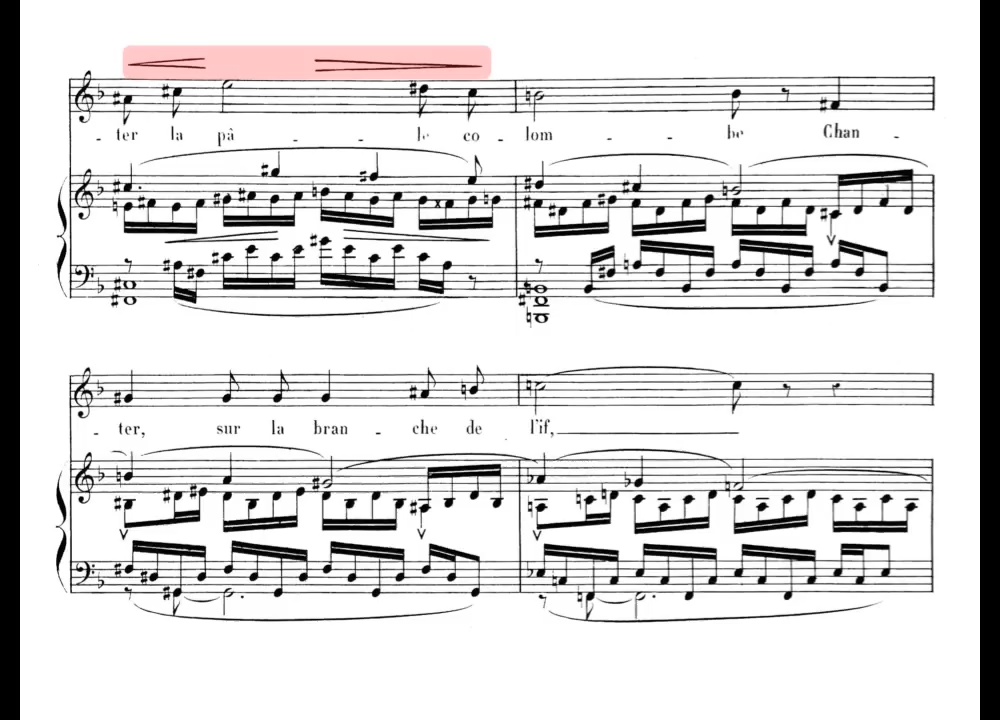 - ter la pâ - - - le co - lom - - - be Chan -
- ter, sur la bran - che de l'if,